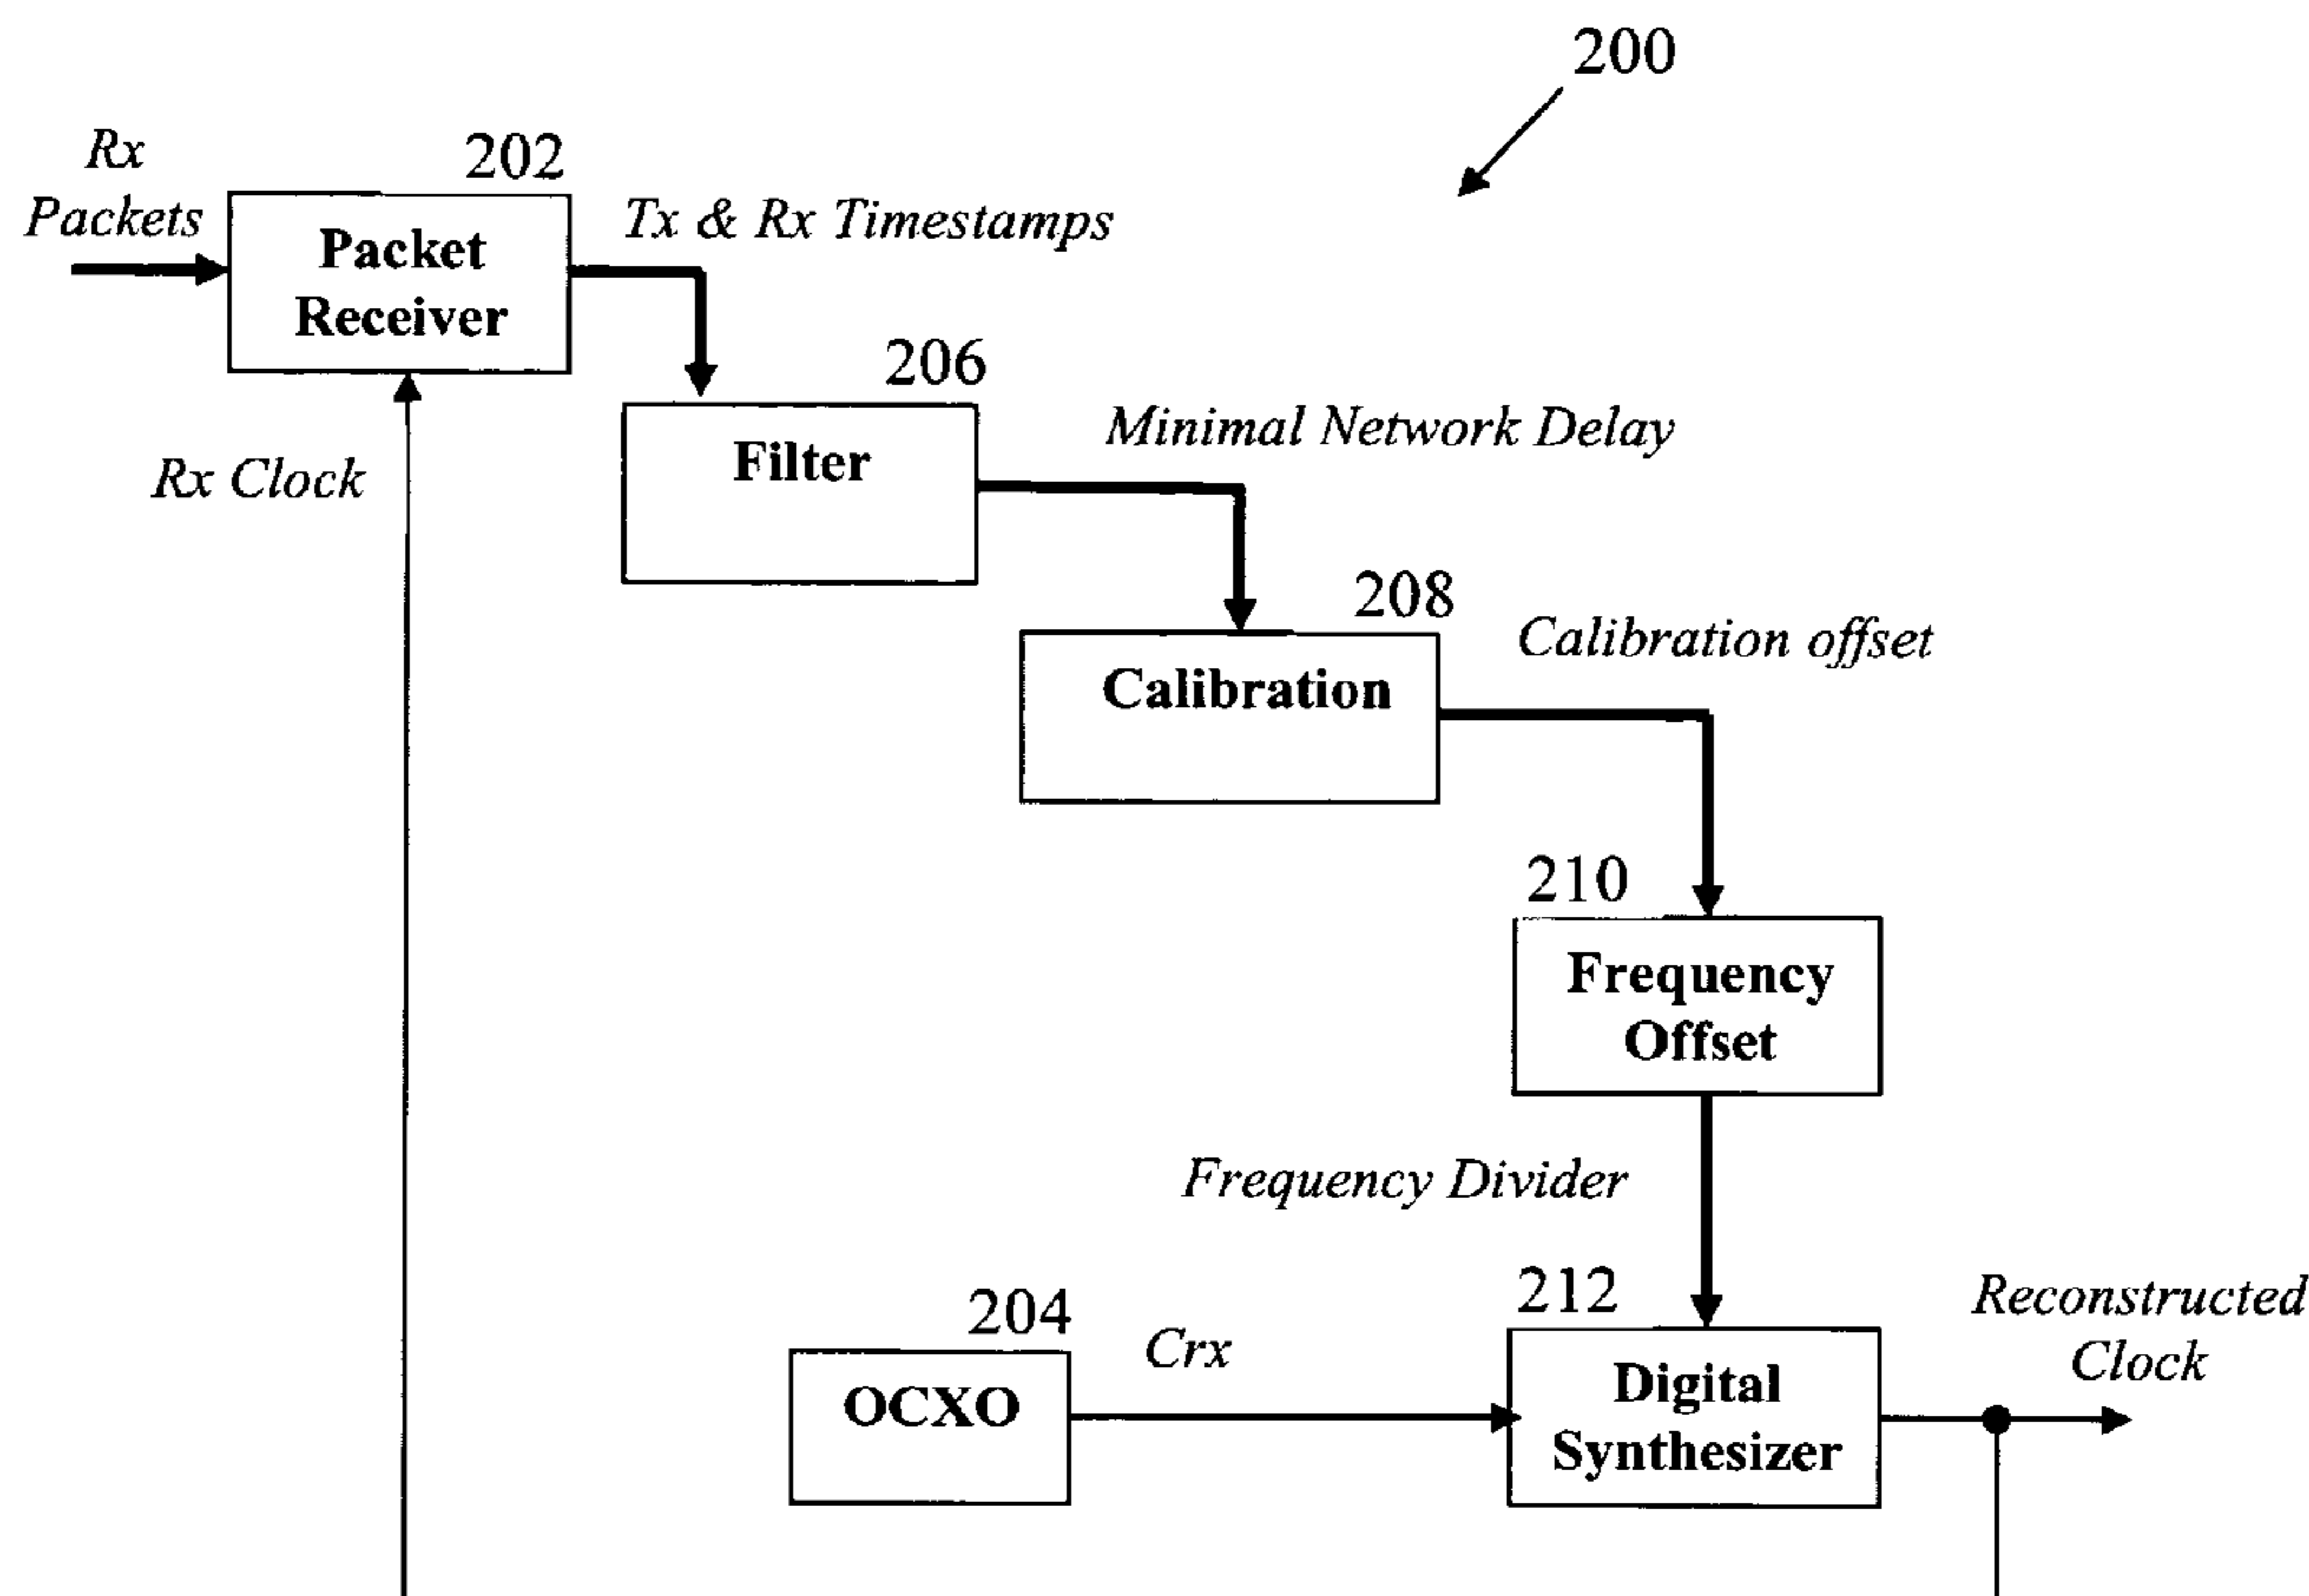 200
Rx
Packets
202
Packet
Receiver
Tx & Rx Timestamps
206
Filter
Minimal Network Delay
Rx Clock
208
Calibration
Calibration offset
210
Frequency
Offset
Frequency Divider
204
OCXO
Crx
212
Digital
Synthesizer
Reconstructed
Clock